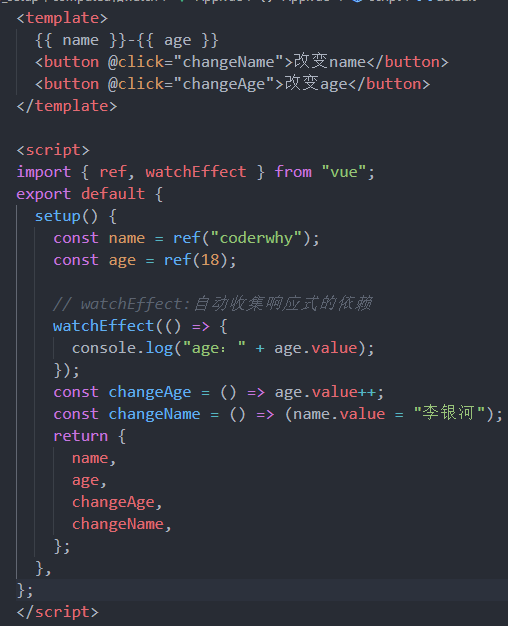 <template>
  {{ name }}-{{ age }}
  <button @click="changeName">改变name</button>
  <button @click="changeAge">改变age</button>
</template>

<script>
import { ref, watchEffect } from "vue";
export default {
  setup() {
    const name = ref("coderwhy");
    const age = ref(18);

    // watchEffect:自动收集响应式的依赖
    watchEffect(() => {
      console.log("age：" + age.value);
    });
    const changeAge = () => age.value++;
    const changeName = () => (name.value = "李银河");
    return {
      name,
      age,
      changeAge,
      changeName,
    };
  },
};
</script>